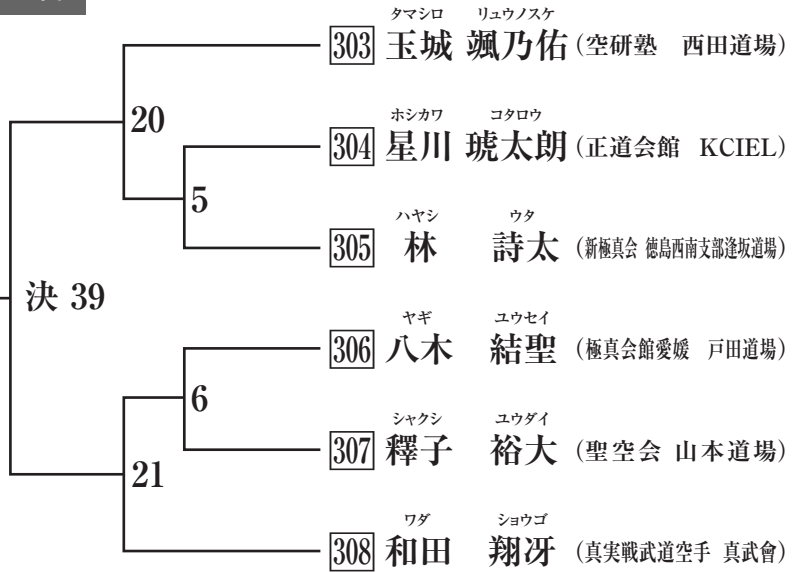 タマシロ リュウノスケ
303 玉城 颯乃佑 (空研塾 西田道場)
20
ホシカワ コタロウ
304 星川 琥太朗 (正道会館 KCIEL)
5
ハヤシ ウタ
305 林 詩太 (新極真会 徳島西南支部逢坂道場)
決 39
ヤギ ユウセイ
306 八木 結聖 (極真会館愛媛 戸田道場)
6
シャクシ ユウダイ
307 釋子 裕大 (聖空会 山本道場)
21
ワダ ショウゴ
308 和田 翔冴 (真実戦武道空手 真武會)